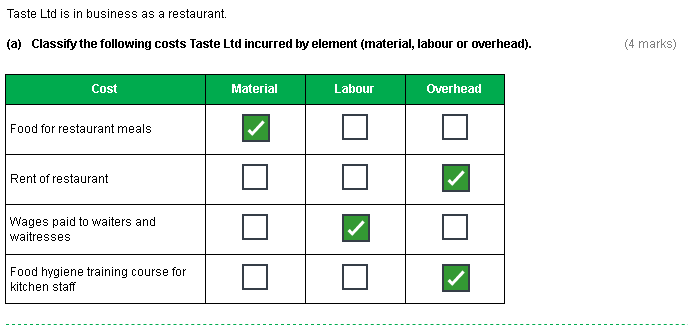 Taste Ltd is in business as a restaurant.
(a) Classify the following costs Taste Ltd incurred by element (material, labour or overhead). (4 marks)
Cost Material Labour Overhead
Food for restaurant meals
Rent of restaurant
Wages paid to waiters and
waitresses
Food hygiene training course for
kitchen staff